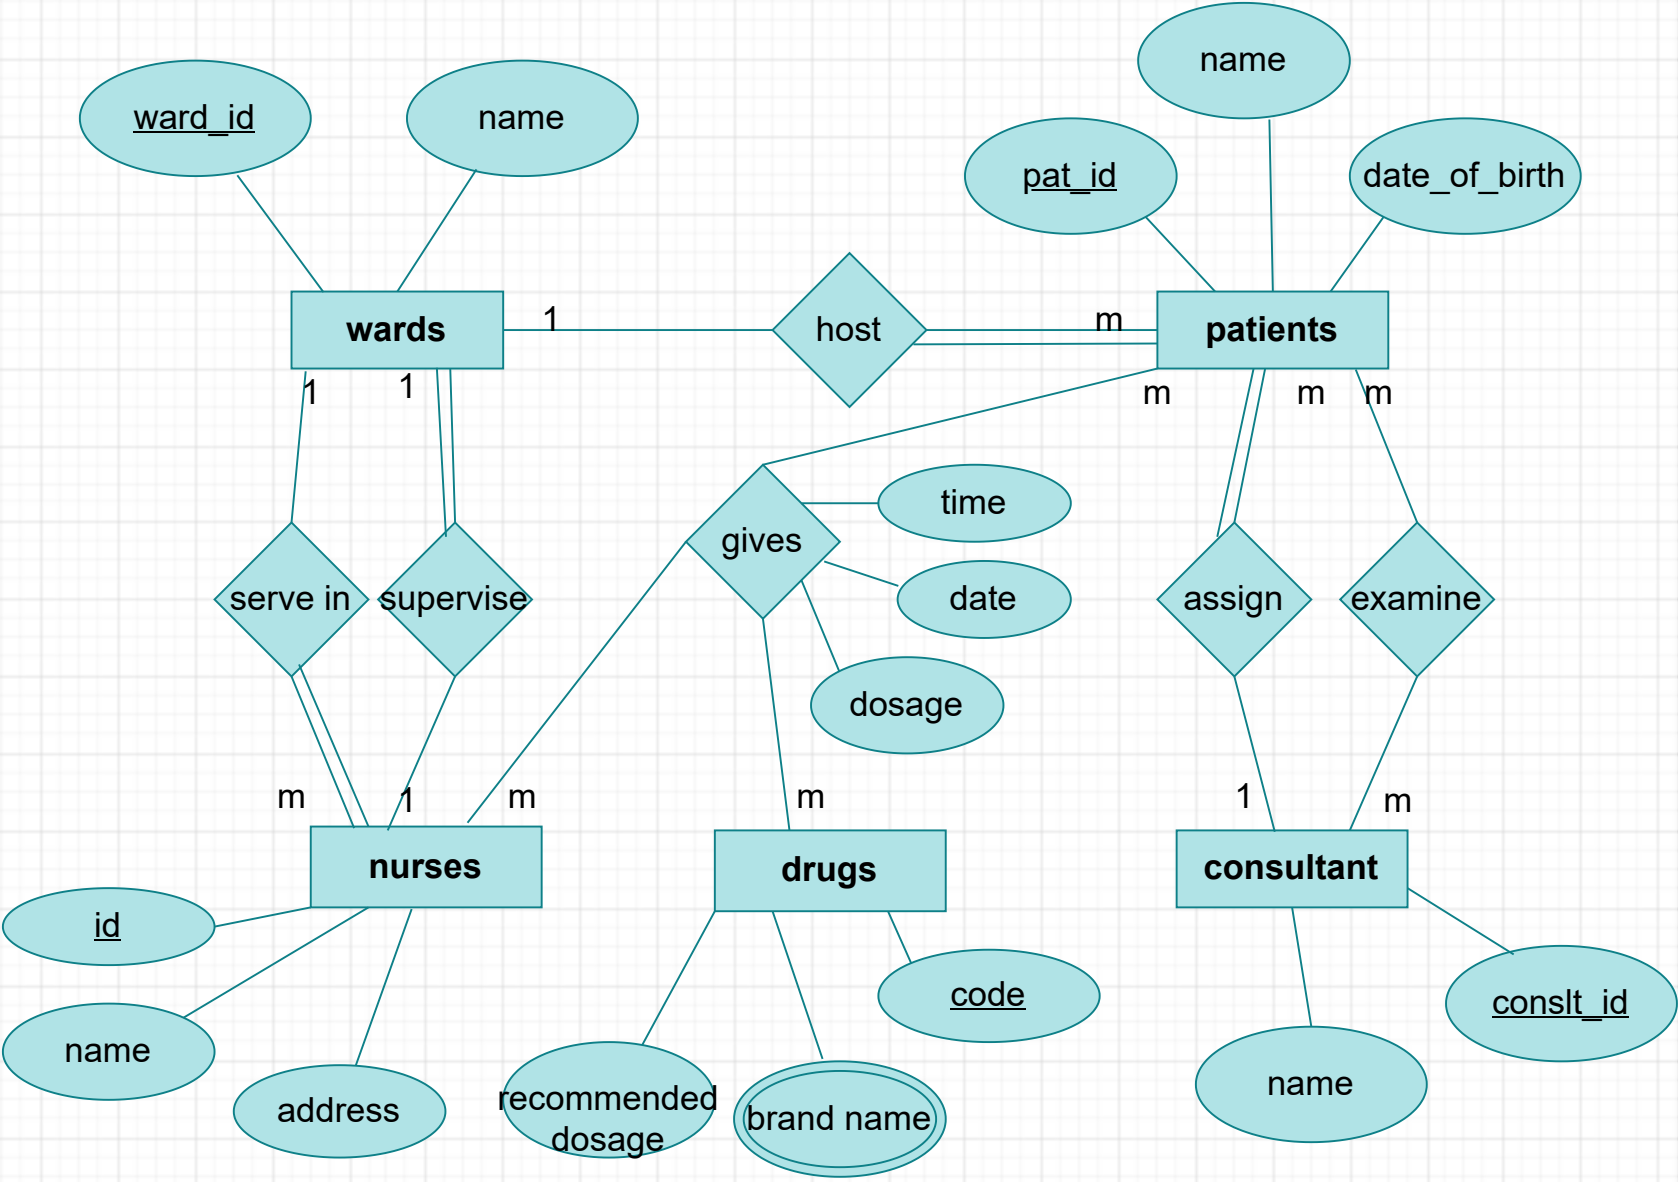 name
ward_id
name
pat_id
date_of_birth
wards
1
host
m
patients
1
1
m
m
m
time
gives
date
serve in
supervise
assign
examine
dosage
m
1
m
m
1
m
nurses
drugs
consultant
id
code
conslt_id
name
address
recommended
dosage
brand name
name